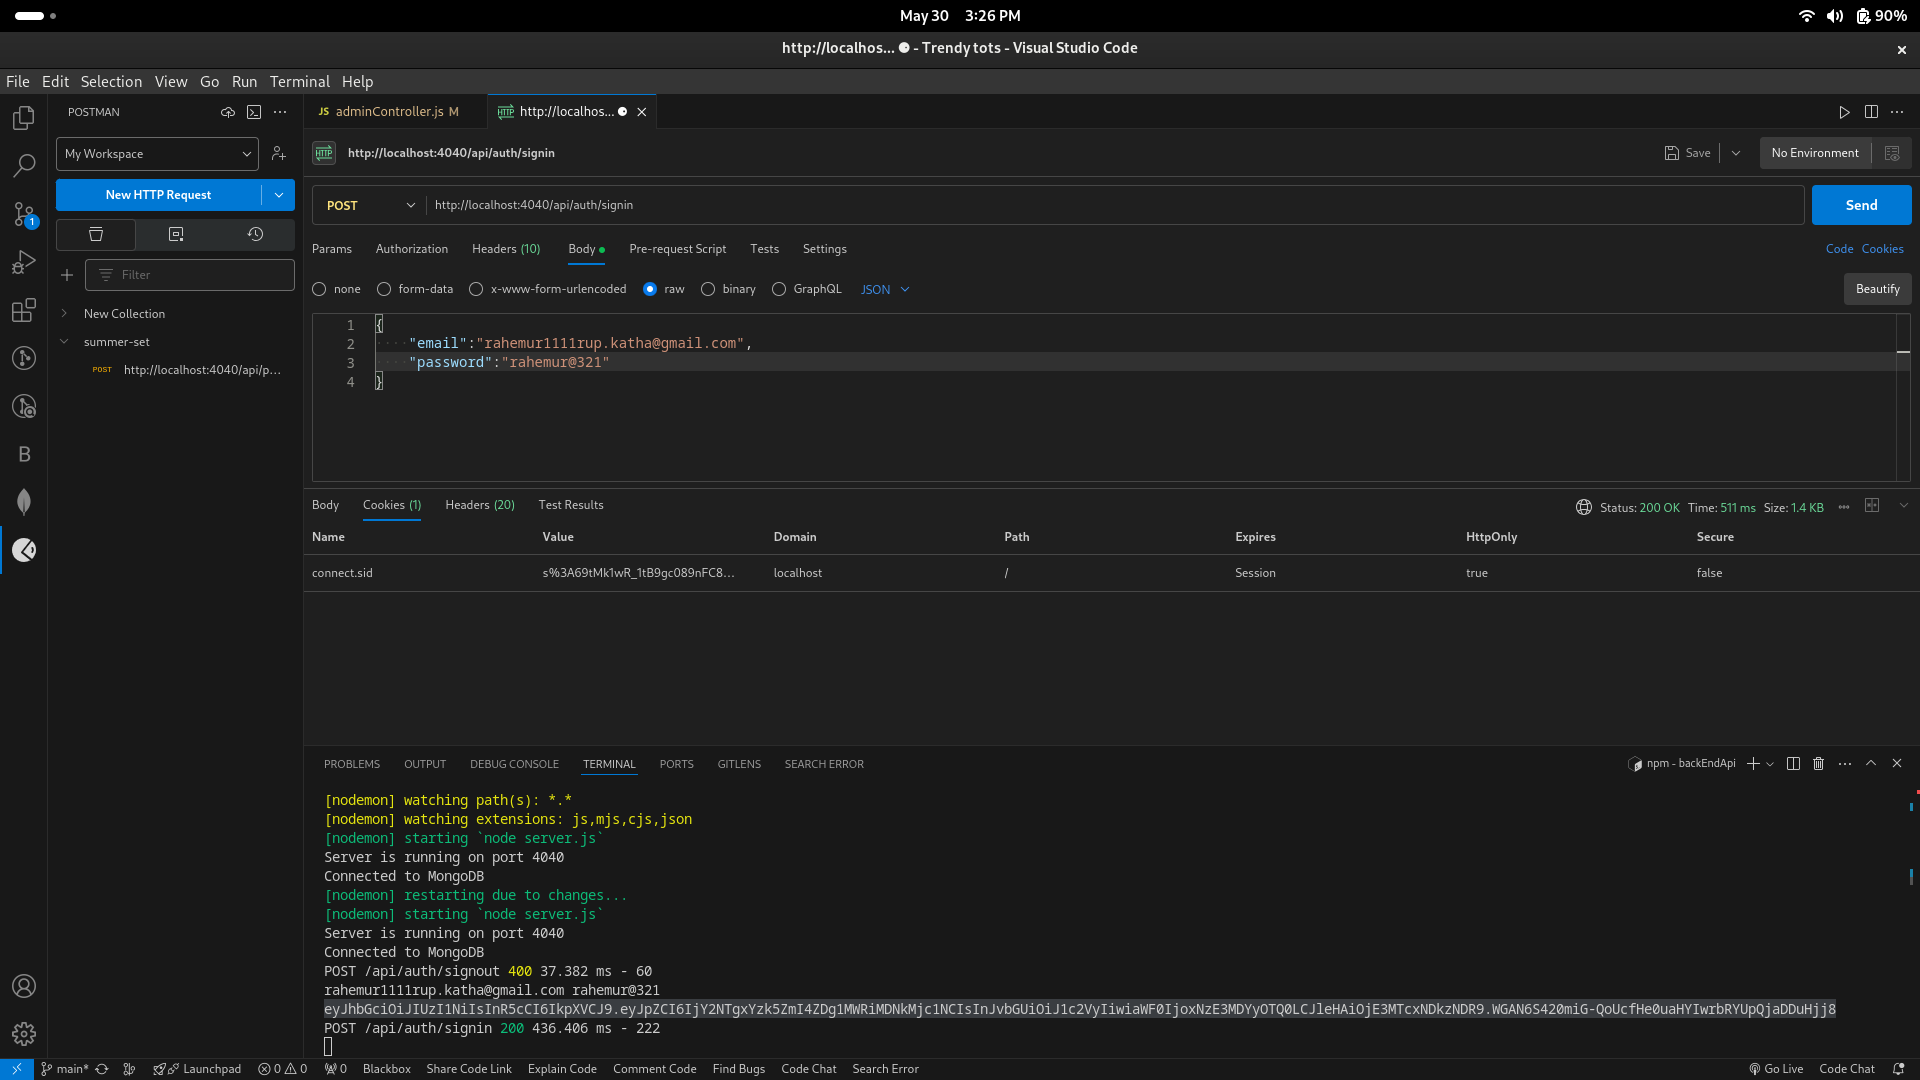 May 30 3:26 PM
90%
http://localhos... - Trendy tots - Visual Studio Code
File Edit Selection View Go Run Terminal Help
POSTMAN
JS adminController.js M
HTTP http://localhos...
My Workspace
HTTP http://localhost:4040/api/auth/signin
Save
No Environment
New HTTP Request
POST
http://localhost:4040/api/auth/signin
Send
1
Params Authorization Headers (10) Body Pre-request Script Tests Settings
Code Cookies
Filter
none form-data x-www-form-urlencoded raw binary GraphQL JSON
Beautify
New Collection
summer-set
POST http://localhost:4040/api/p...
1 {
2 "email":"rahemur1111rup.katha@gmail.com",
3 "password":"rahemur@321"
4 }
B
Body Cookies (1) Headers (20) Test Results
Status: 200 OK Time: 511 ms Size: 1.4 KB
Name Value Domain Path Expires HttpOnly Secure
connect.sid s%3A69tMk1wR_1tB9gc089nFC8... localhost / Session true false
PROBLEMS OUTPUT DEBUG CONSOLE TERMINAL PORTS GITLENS SEARCH ERROR
npm - backEndApi
[nodemon] watching path(s): *.*
[nodemon] watching extensions: js,mjs,cjs,json
[nodemon] starting `node server.js`
Server is running on port 4040
Connected to MongoDB
[nodemon] restarting due to changes...
[nodemon] starting `node server.js`
Server is running on port 4040
Connected to MongoDB
POST /api/auth/signout 400 37.382 ms - 60
rahemur1111rup.katha@gmail.com rahemur@321
eyJhbGciOiJIUzI1NiIsInR5cCI6IkpXVCJ9.eyJpZCI6IjY2NTgxYzk5ZmI4ZDg1MWRiMDNkMjc1NCIsInJvbGUiOiJ1c2VyIiwiaWF0IjoxNzE3MDYyOTQ0LCJleHAiOjE3MTcxNDkzNDR9.WGAN6S420miG-QoUcfHe0uaHYIwrbRYUpQjaDDuHjj8
POST /api/auth/signin 200 436.406 ms - 222
main* Launchpad 0 0 0 Blackbox Share Code Link Explain Code Comment Code Find Bugs Code Chat Search Error
Go Live Code Chat